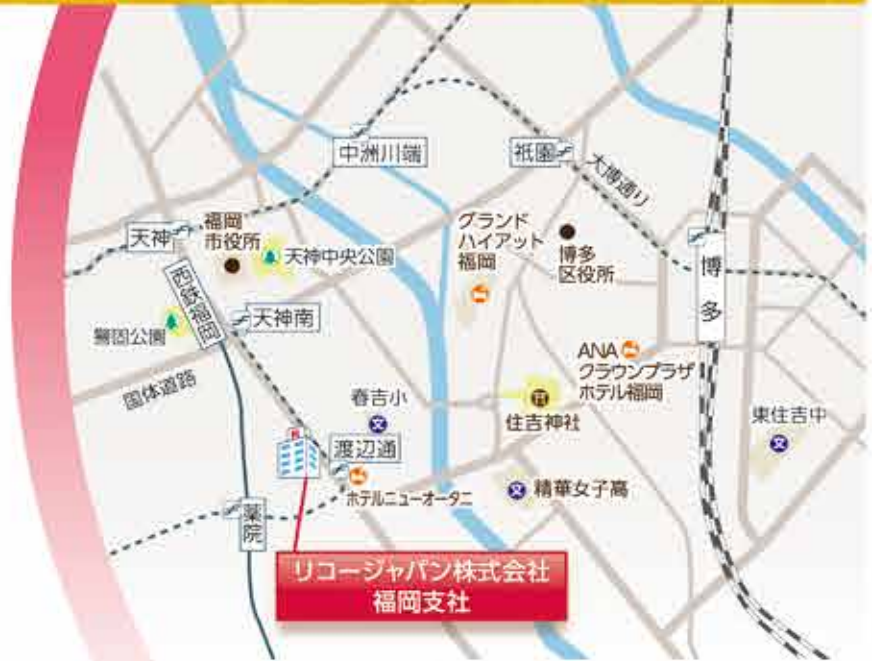 中洲川端
祇園
大博通り
天神
福岡
市役所
天神中央公園
グランド
ハイアット
福岡
博多
区役所
博多
西鉄福岡
天神南
警固公園
国体道路
ANA
クラウンプラザ
ホテル福岡
春吉小
文
住吉神社
東住吉中
文
渡辺通
ホテルニューオータニ
文
精華女子高
薬院
R
リコージャパン株式会社
福岡支社